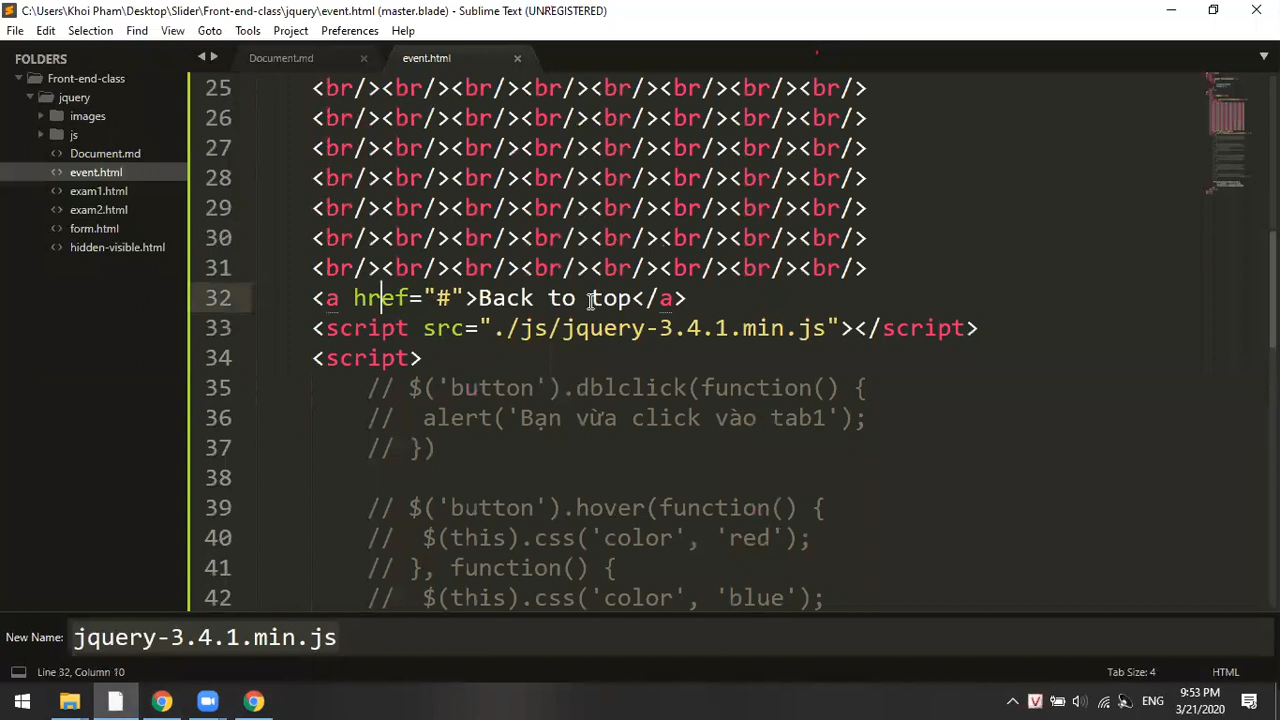 C:\Users\Khoi Pham\Desktop\Slider\Front-end-class\jquery\event.html (master.blade) - Sublime Text (UNREGISTERED)
File Edit Selection Find View Goto Tools Project Preferences Help
FOLDERS
Front-end-class
jquery
images
js
Document.md
event.html
exam1.html
exam2.html
form.html
hidden-visible.html
Document.md
event.html
25 <br/><br/><br/><br/><br/><br/><br/><br/>
26 <br/><br/><br/><br/><br/><br/><br/><br/>
27 <br/><br/><br/><br/><br/><br/><br/><br/>
28 <br/><br/><br/><br/><br/><br/><br/><br/>
29 <br/><br/><br/><br/><br/><br/><br/><br/>
30 <br/><br/><br/><br/><br/><br/><br/><br/>
31 <br/><br/><br/><br/><br/><br/><br/><br/>
32 <a href="#">Back to top</a>
33 <script src="./js/jquery-3.4.1.min.js"></script>
34 <script>
35 // $('button').dblclick(function() {
36 // alert('Bạn vừa click vào tab1');
37 // })
38
39 // $('button').hover(function() {
40 // $(this).css('color', 'red');
41 // }, function() {
42 // $(this).css('color', 'blue');
New Name: jquery-3.4.1.min.js
Line 32, Column 10
Tab Size: 4
HTML
ENG
9:53 PM
3/21/2020